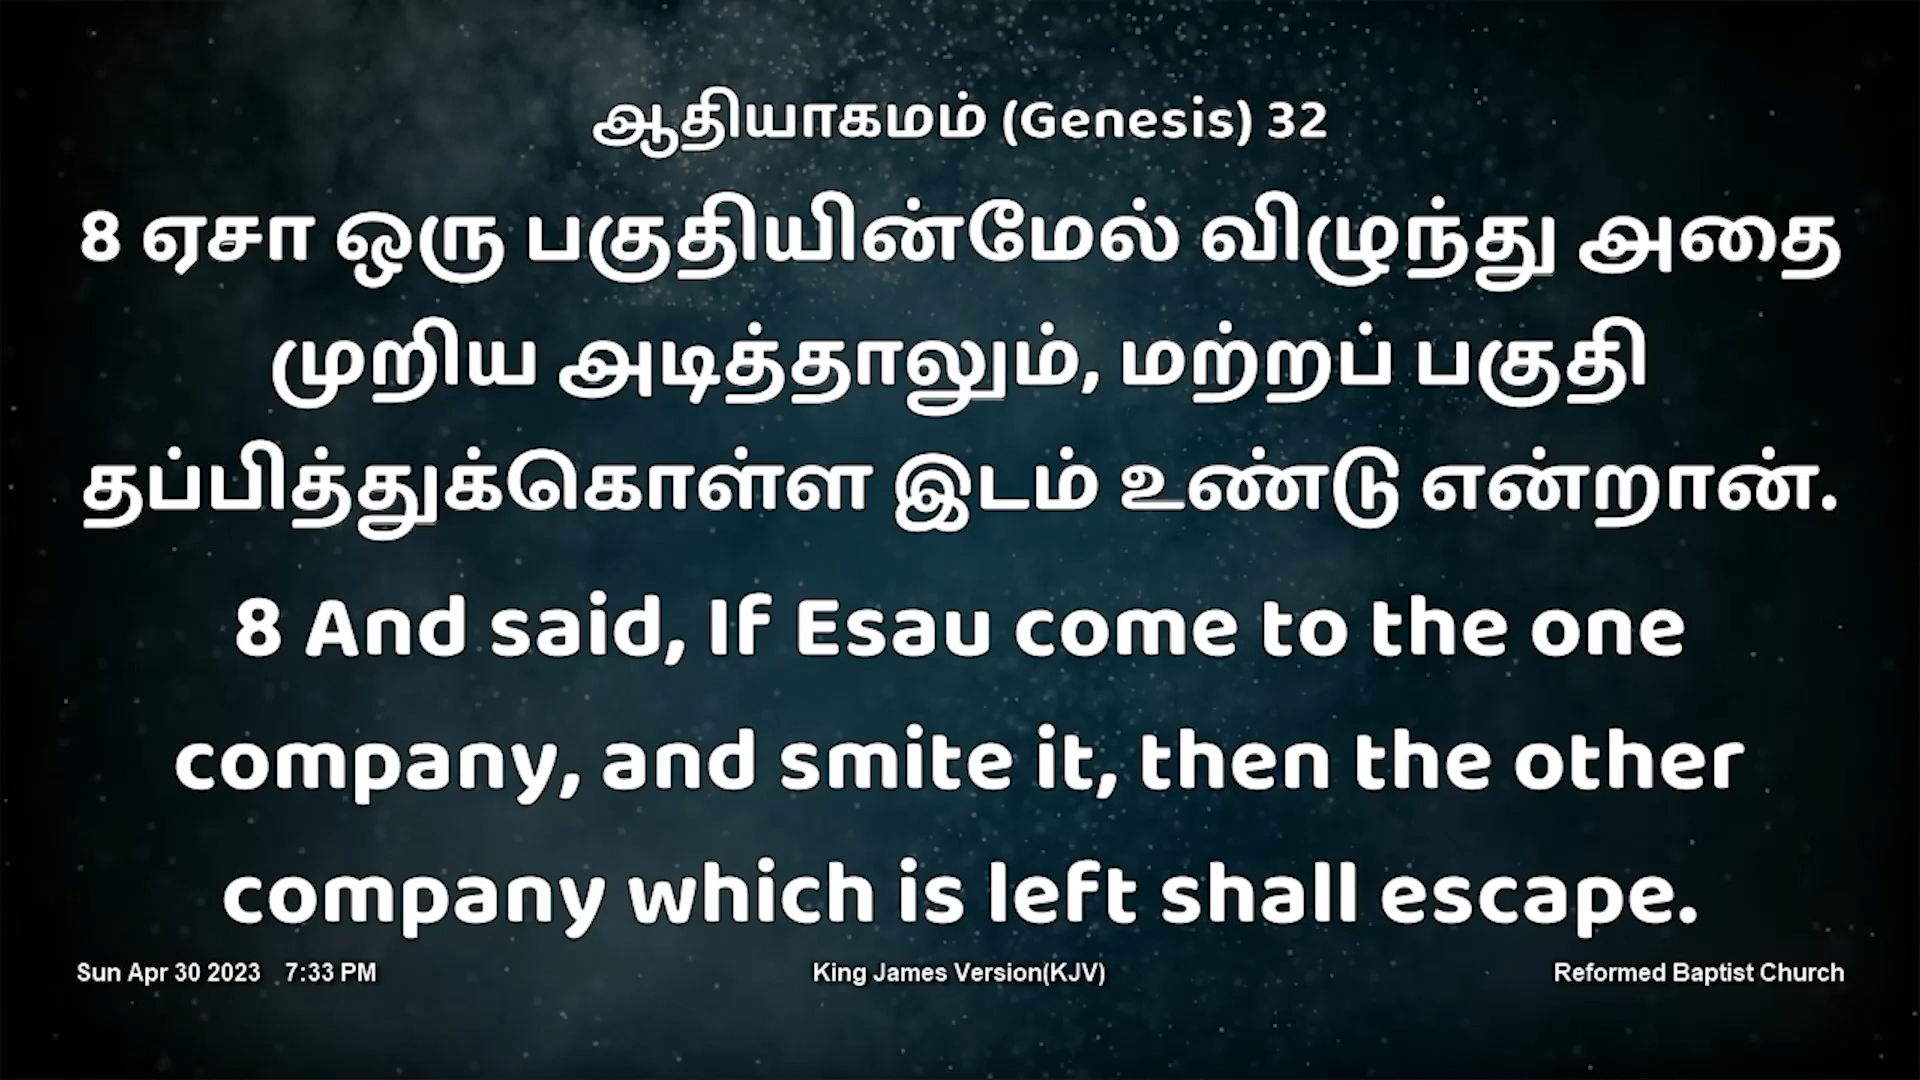 ஆதியாகமம் (Genesis) 32
8 ஏசா ஒரு பகுதியின்மேல் விழுந்து அதை
முறிய அடித்தாலும், மற்றப் பகுதி
தப்பித்துக்கொள்ள இடம் உண்டு என்றான்.
8 And said, If Esau come to the one
company, and smite it, then the other
company which is left shall escape.
Sun Apr 30 2023 7:33 PM
King James Version(KJV)
Reformed Baptist Church